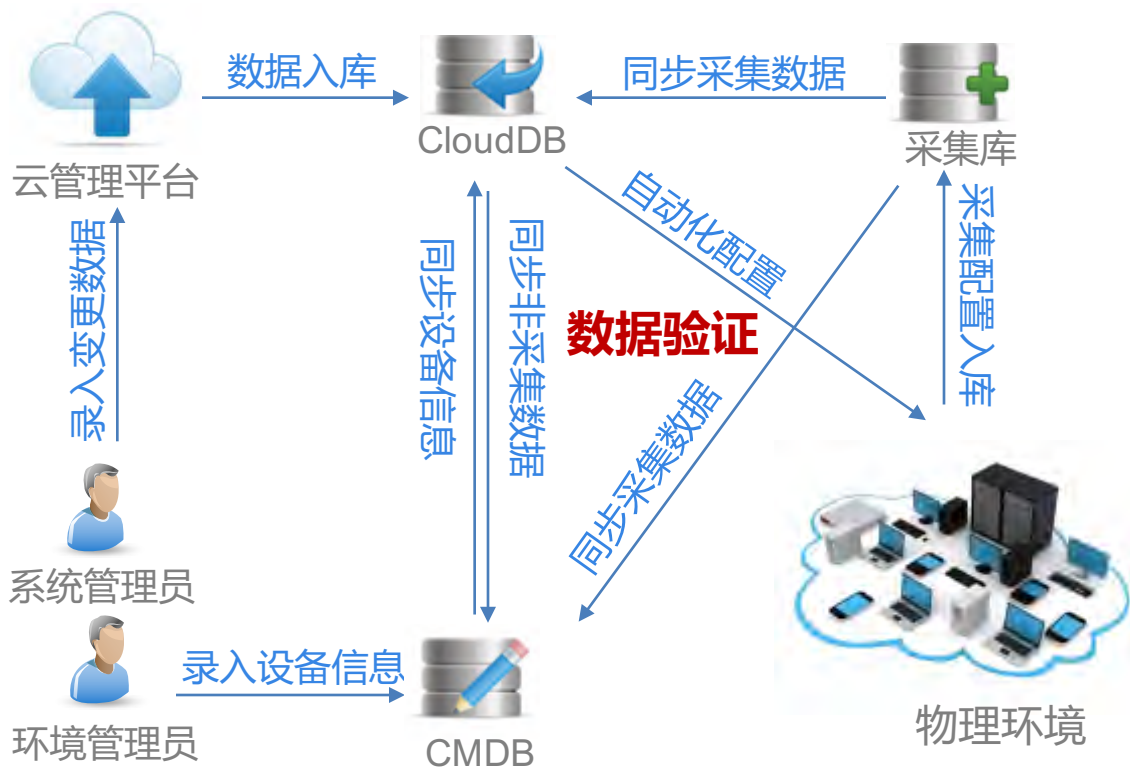 数据入库
同步采集数据
CloudDB
采集库
云管理平台
自动化配置
采集配置入库
录入变更数据
同步设备信息
同步非采集数据
数据验证
同步采集数据
系统管理员
录入设备信息
环境管理员
CMDB
物理环境